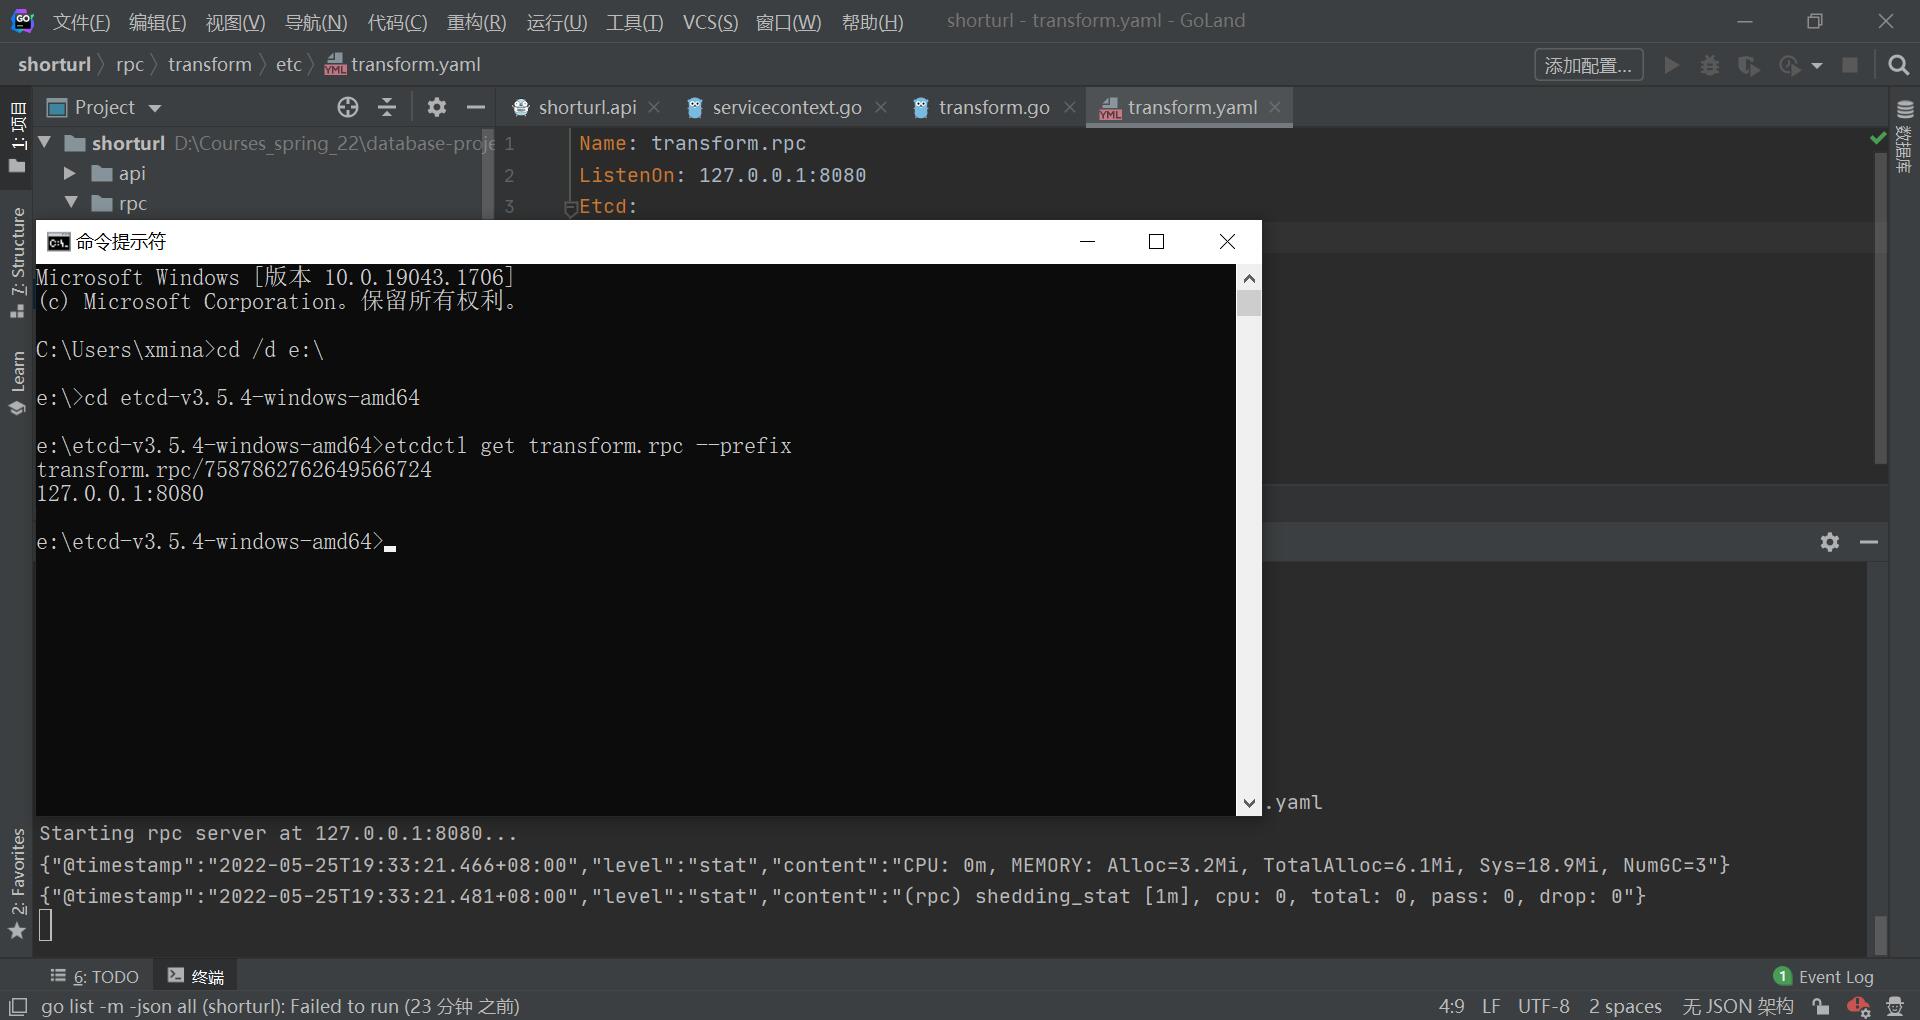 文件(F) 编辑(E) 视图(V) 导航(N) 代码(C) 重构(R) 运行(U) 工具(T) VCS(S) 窗口(W) 帮助(H) shorturl - transform.yaml - GoLand
shorturl rpc transform etc transform.yaml 添加配置...
Project shorturl.api servicecontext.go transform.go transform.yaml
1: 项目
shorturl D:\Courses_spring_22\database-proje
api
rpc
1 Name: transform.rpc
2 ListenOn: 127.0.0.1:8080
3 Etcd:
数据库
7: Structure
Learn
2: Favorites
命令提示符
Microsoft Windows [版本 10.0.19043.1706]
(c) Microsoft Corporation。保留所有权利。
C:\Users\xmina>cd /d e:\
e:\>cd etcd-v3.5.4-windows-amd64
e:\etcd-v3.5.4-windows-amd64>etcdctl get transform.rpc --prefix
transform.rpc/7587862762649566724
127.0.0.1:8080
e:\etcd-v3.5.4-windows-amd64>
.yaml
Starting rpc server at 127.0.0.1:8080...
{"@timestamp":"2022-05-25T19:33:21.466+08:00","level":"stat","content":"CPU: 0m, MEMORY: Alloc=3.2Mi, TotalAlloc=6.1Mi, Sys=18.9Mi, NumGC=3"}
{"@timestamp":"2022-05-25T19:33:21.481+08:00","level":"stat","content":"(rpc) shedding_stat [1m], cpu: 0, total: 0, pass: 0, drop: 0"}
6: TODO 终端 1 Event Log
go list -m -json all (shorturl): Failed to run (23 分钟 之前) 4:9 LF UTF-8 2 spaces 无 JSON 架构